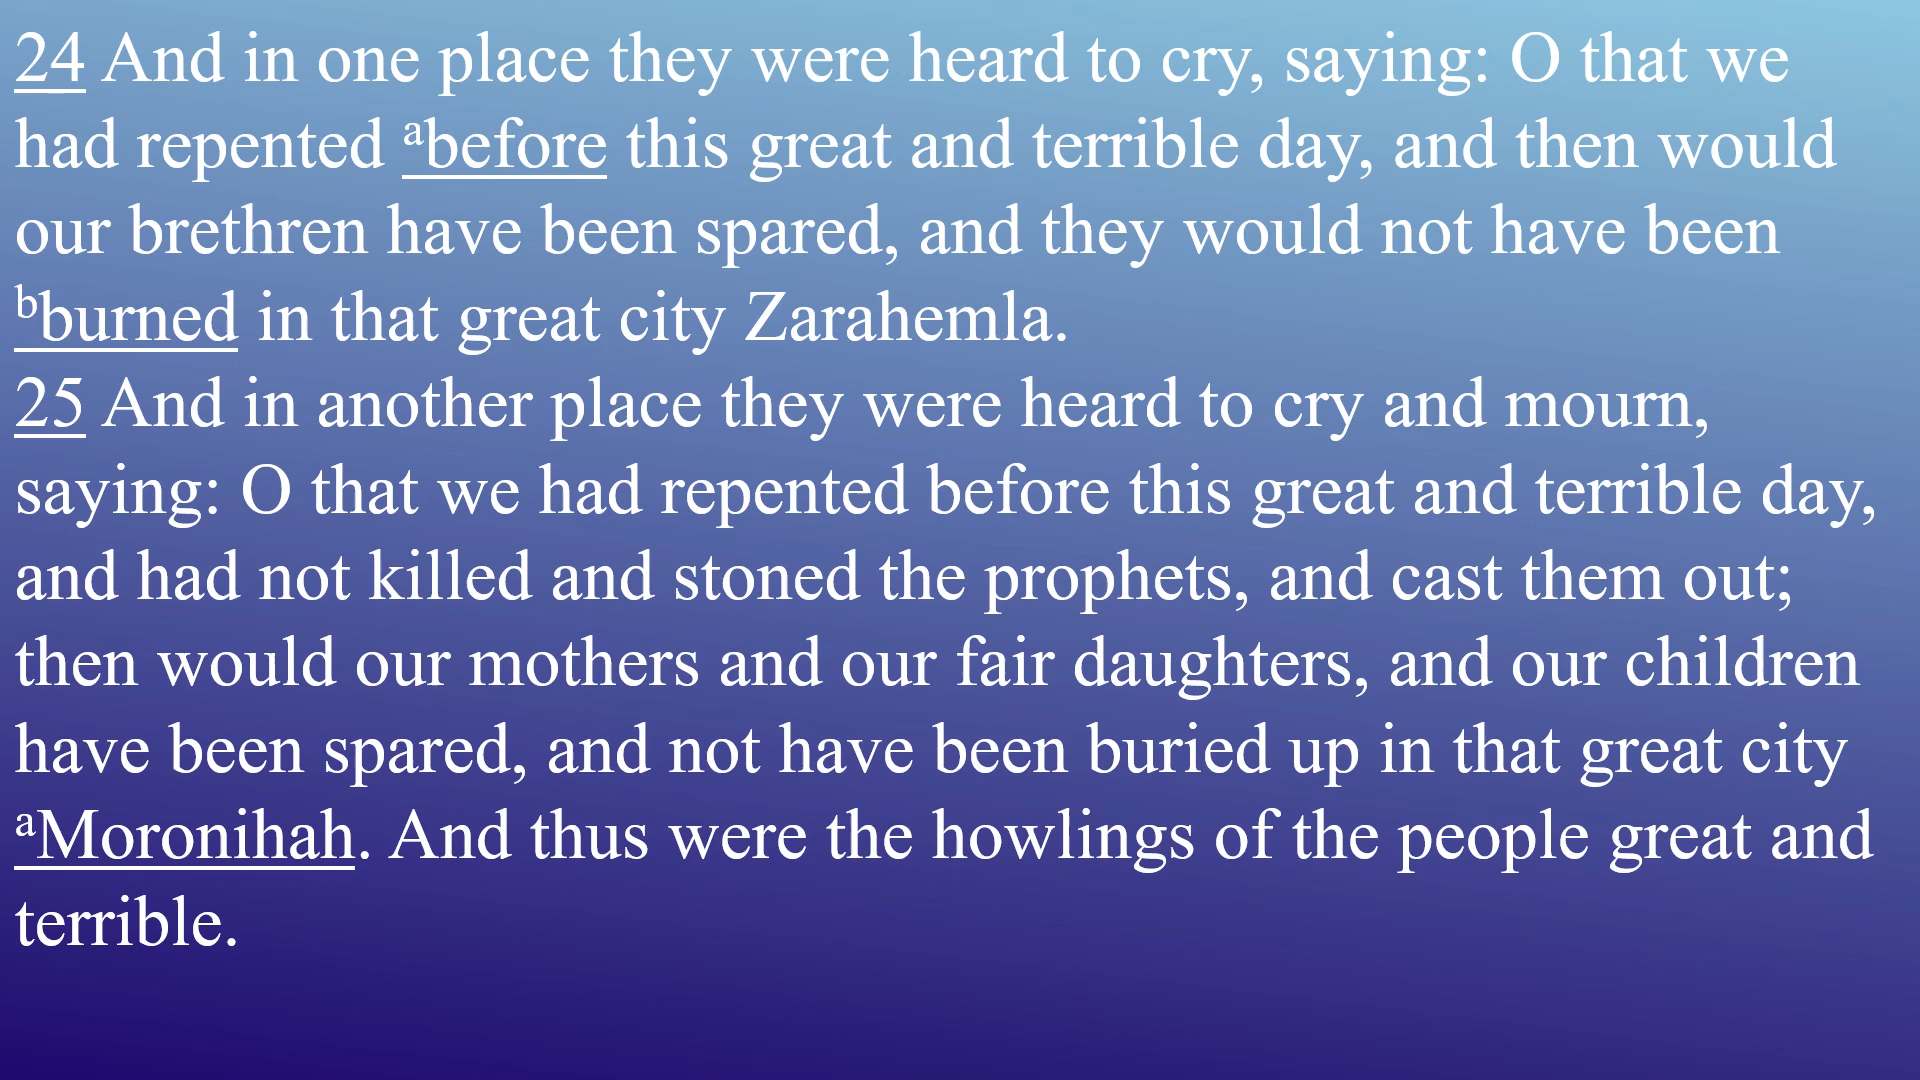 24 And in one place they were heard to cry, saying: O that we
had repented abefore this great and terrible day, and then would
our brethren have been spared, and they would not have been
bburned in that great city Zarahemla.
25 And in another place they were heard to cry and mourn,
saying: O that we had repented before this great and terrible day,
and had not killed and stoned the prophets, and cast them out;
then would our mothers and our fair daughters, and our children
have been spared, and not have been buried up in that great city
aMoronihah. And thus were the howlings of the people great and
terrible.